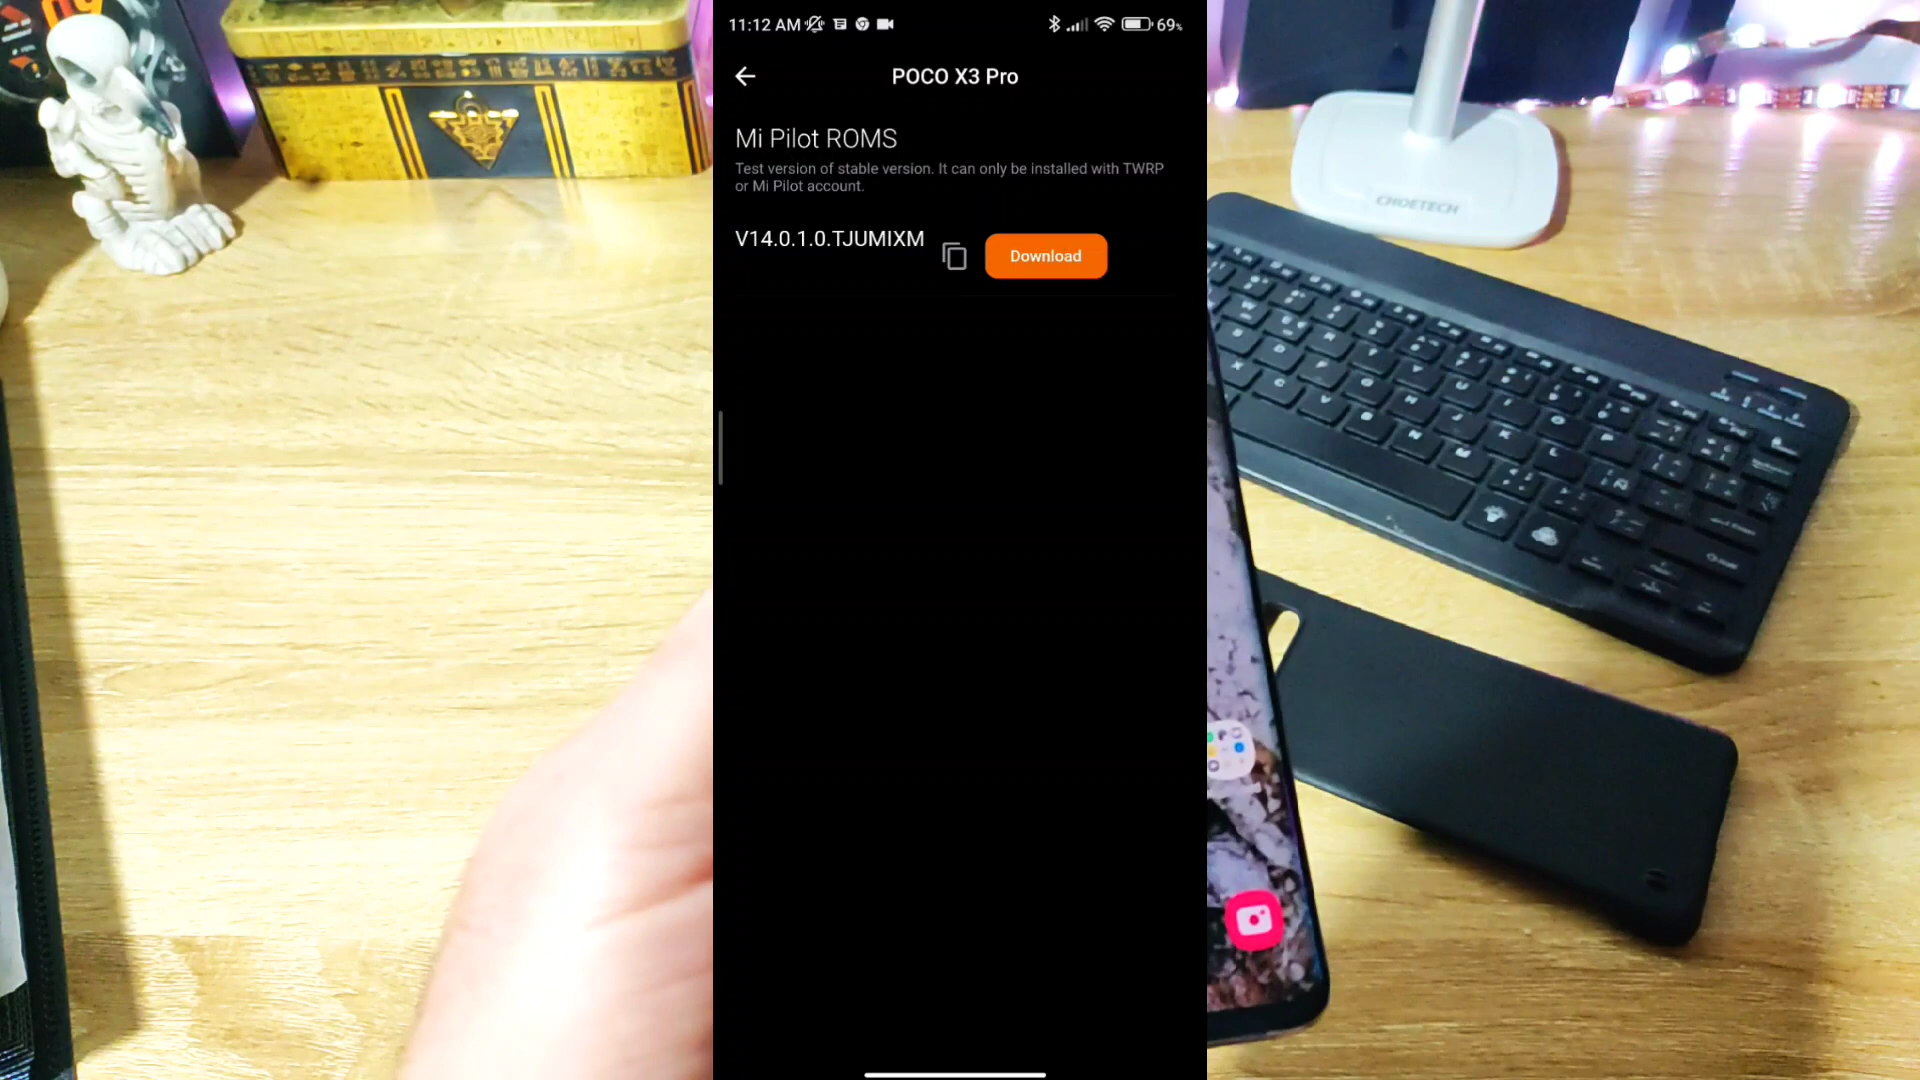 11:12 AM
69%
POCO X3 Pro
Mi Pilot ROMS
Test version of stable version. It can only be installed with TWRP
or Mi Pilot account.
V14.0.1.0.TJUMIXM
Download
CHOETECH